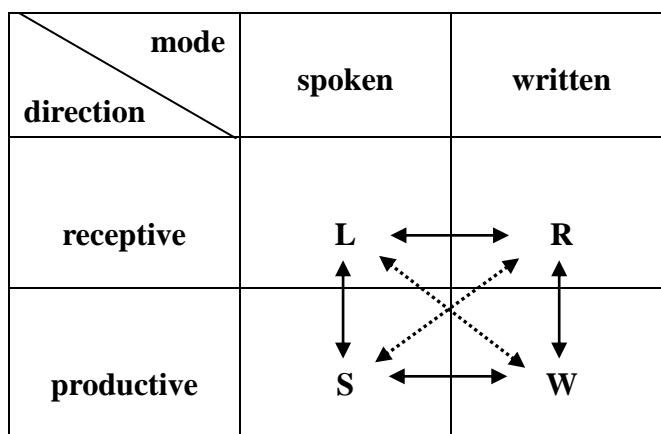 mode
direction
spoken
written
receptive
L
R
productive
S
W